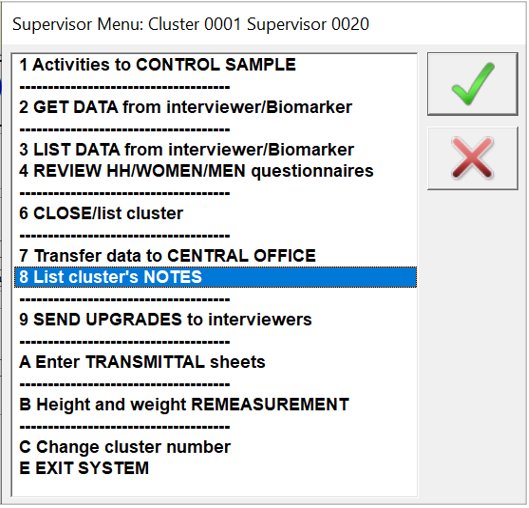 Supervisor Menu: Cluster 0001 Supervisor 0020
1 Activities to CONTROL SAMPLE
-------------------------------------
2 GET DATA from interviewer/Biomarker
-------------------------------------
3 LIST DATA from interviewer/Biomarker
4 REVIEW HH/WOMEN/MEN questionnaires
-------------------------------------
6 CLOSE/list cluster
-------------------------------------
7 Transfer data to CENTRAL OFFICE
8 List cluster's NOTES
-------------------------------------
9 SEND UPGRADES to interviewers
-------------------------------------
A Enter TRANSMITTAL sheets
-------------------------------------
B Height and weight REMEASUREMENT
-------------------------------------
C Change cluster number
E EXIT SYSTEM